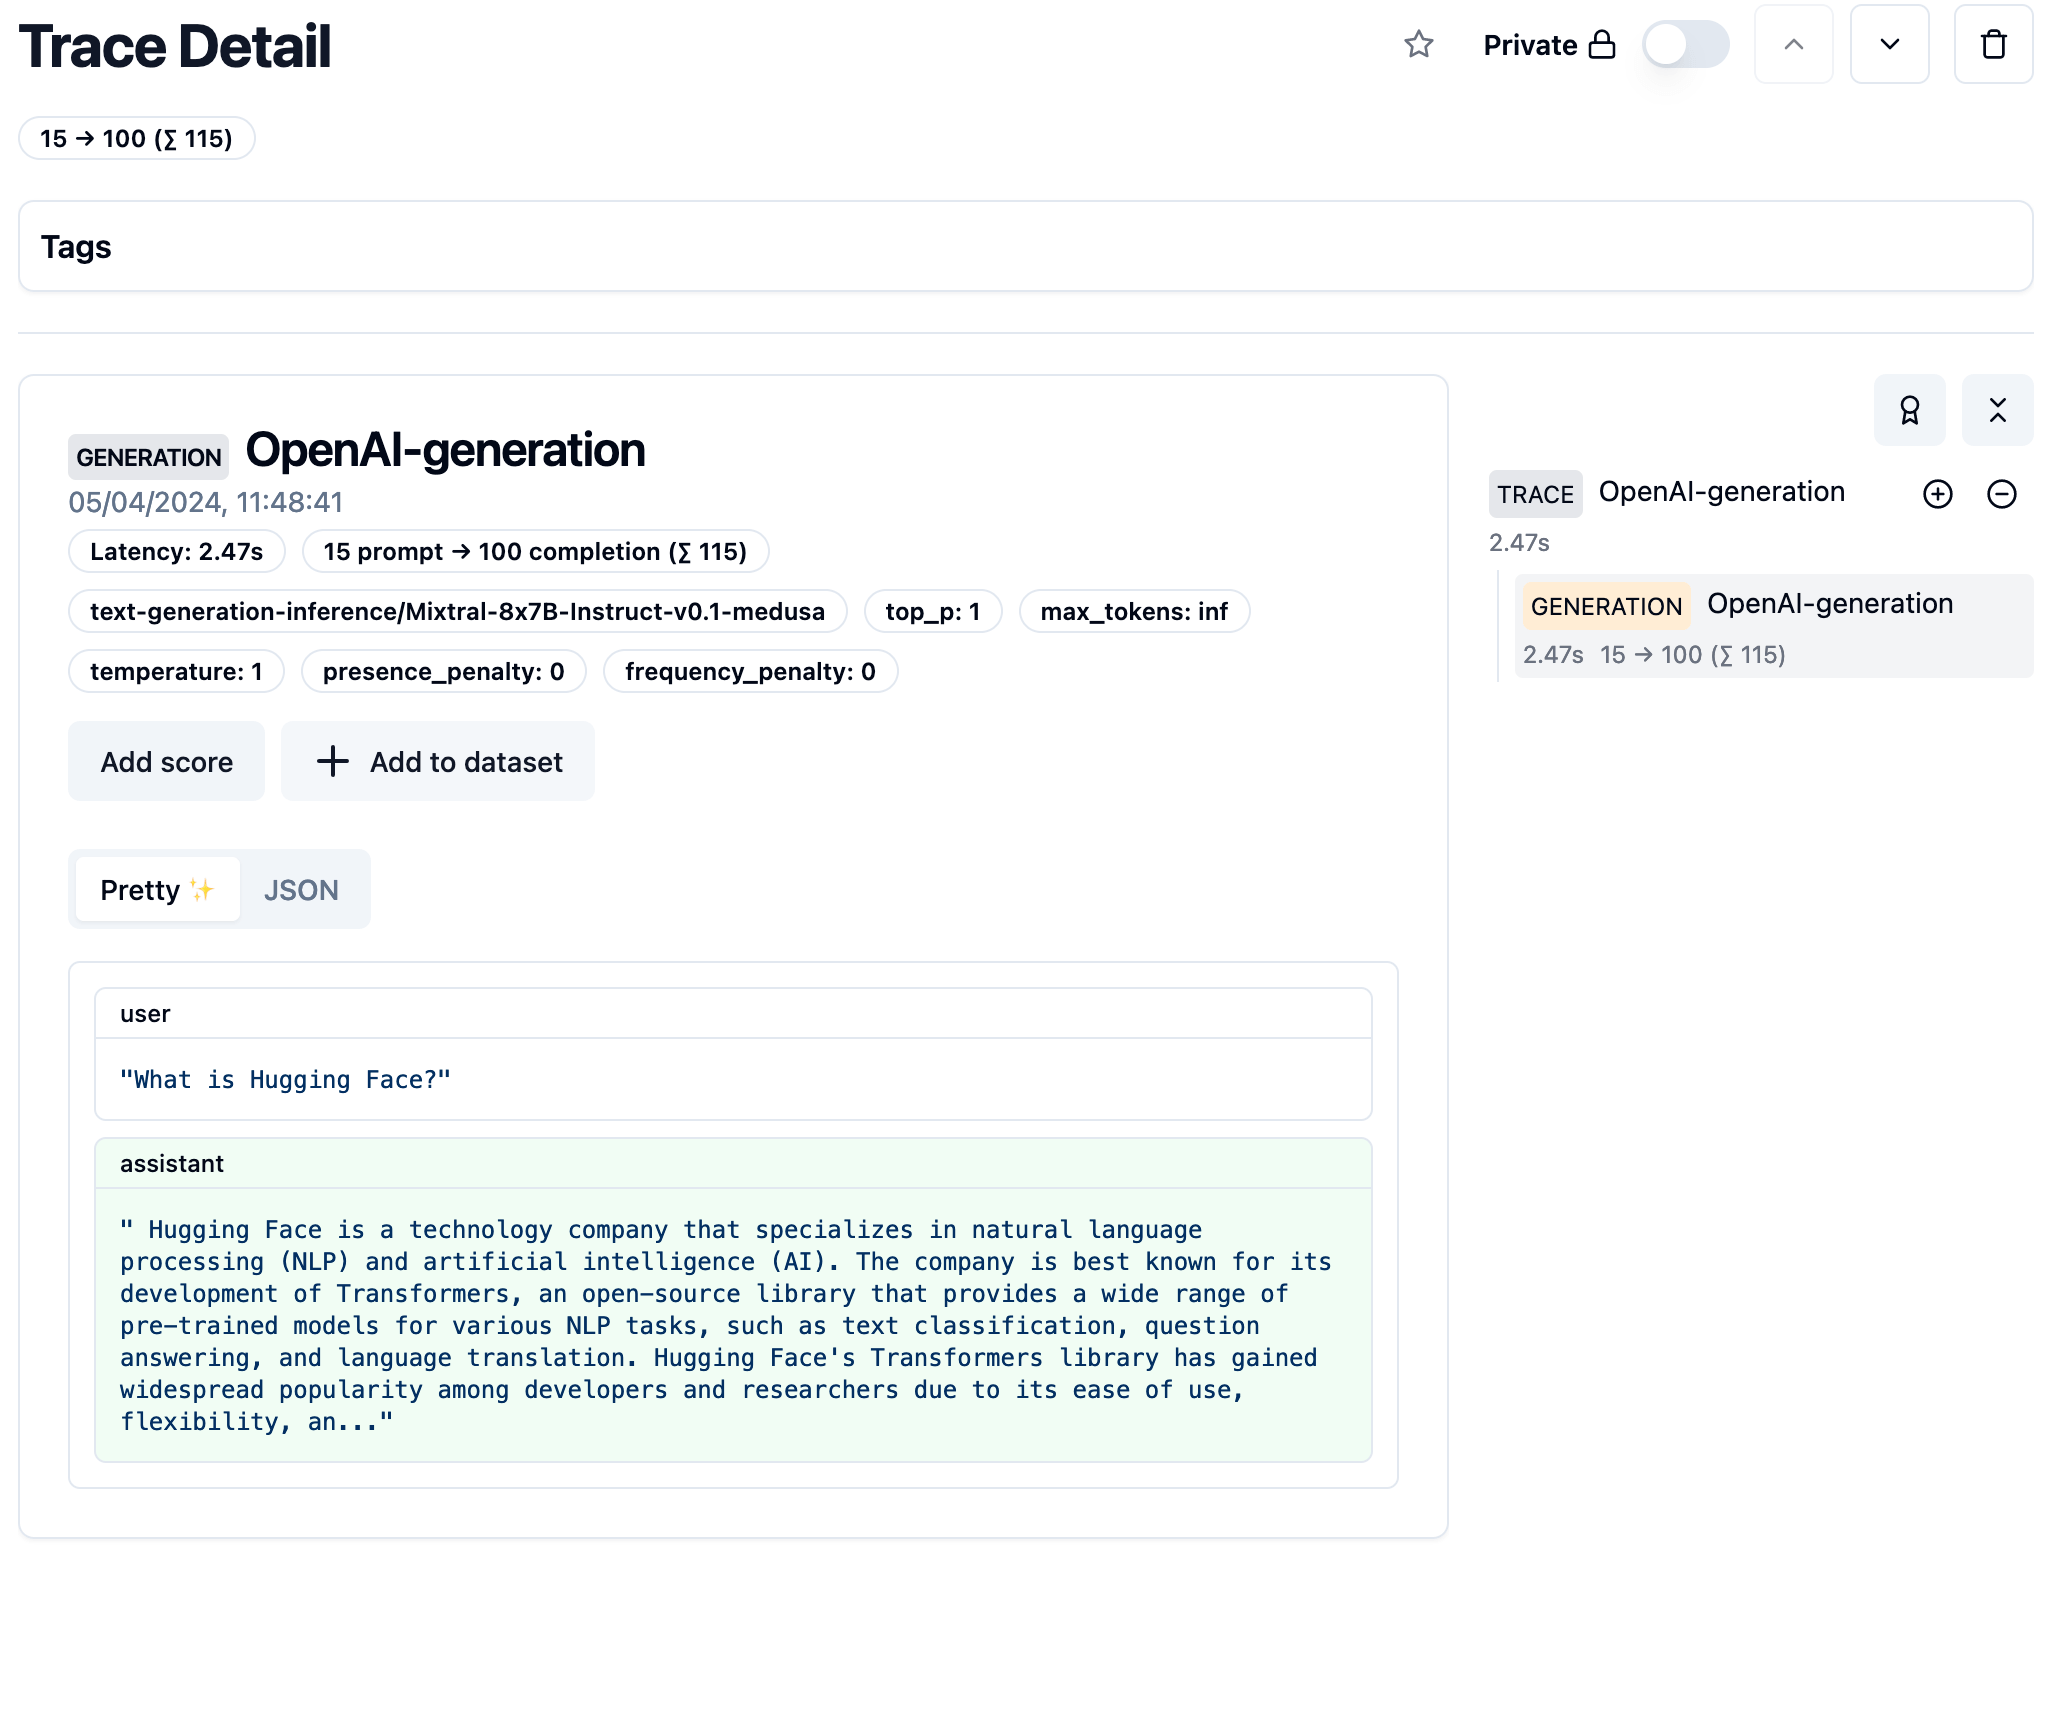 Trace Detail
Private
15 → 100 (∑ 115)
Tags
GENERATION OpenAI-generation
05/04/2024, 11:48:41
Latency: 2.47s
15 prompt → 100 completion (∑ 115)
text-generation-inference/Mixtral-8x7B-Instruct-v0.1-medusa
top_p: 1
max_tokens: inf
temperature: 1
presence_penalty: 0
frequency_penalty: 0
Add score
Add to dataset
Pretty ✨
JSON
user
"What is Hugging Face?"
assistant
" Hugging Face is a technology company that specializes in natural language
processing (NLP) and artificial intelligence (AI). The company is best known for its
development of Transformers, an open-source library that provides a wide range of
pre-trained models for various NLP tasks, such as text classification, question
answering, and language translation. Hugging Face's Transformers library has gained
widespread popularity among developers and researchers due to its ease of use,
flexibility, an..."
TRACE OpenAI-generation
2.47s
GENERATION OpenAI-generation
2.47s 15 → 100 (∑ 115)